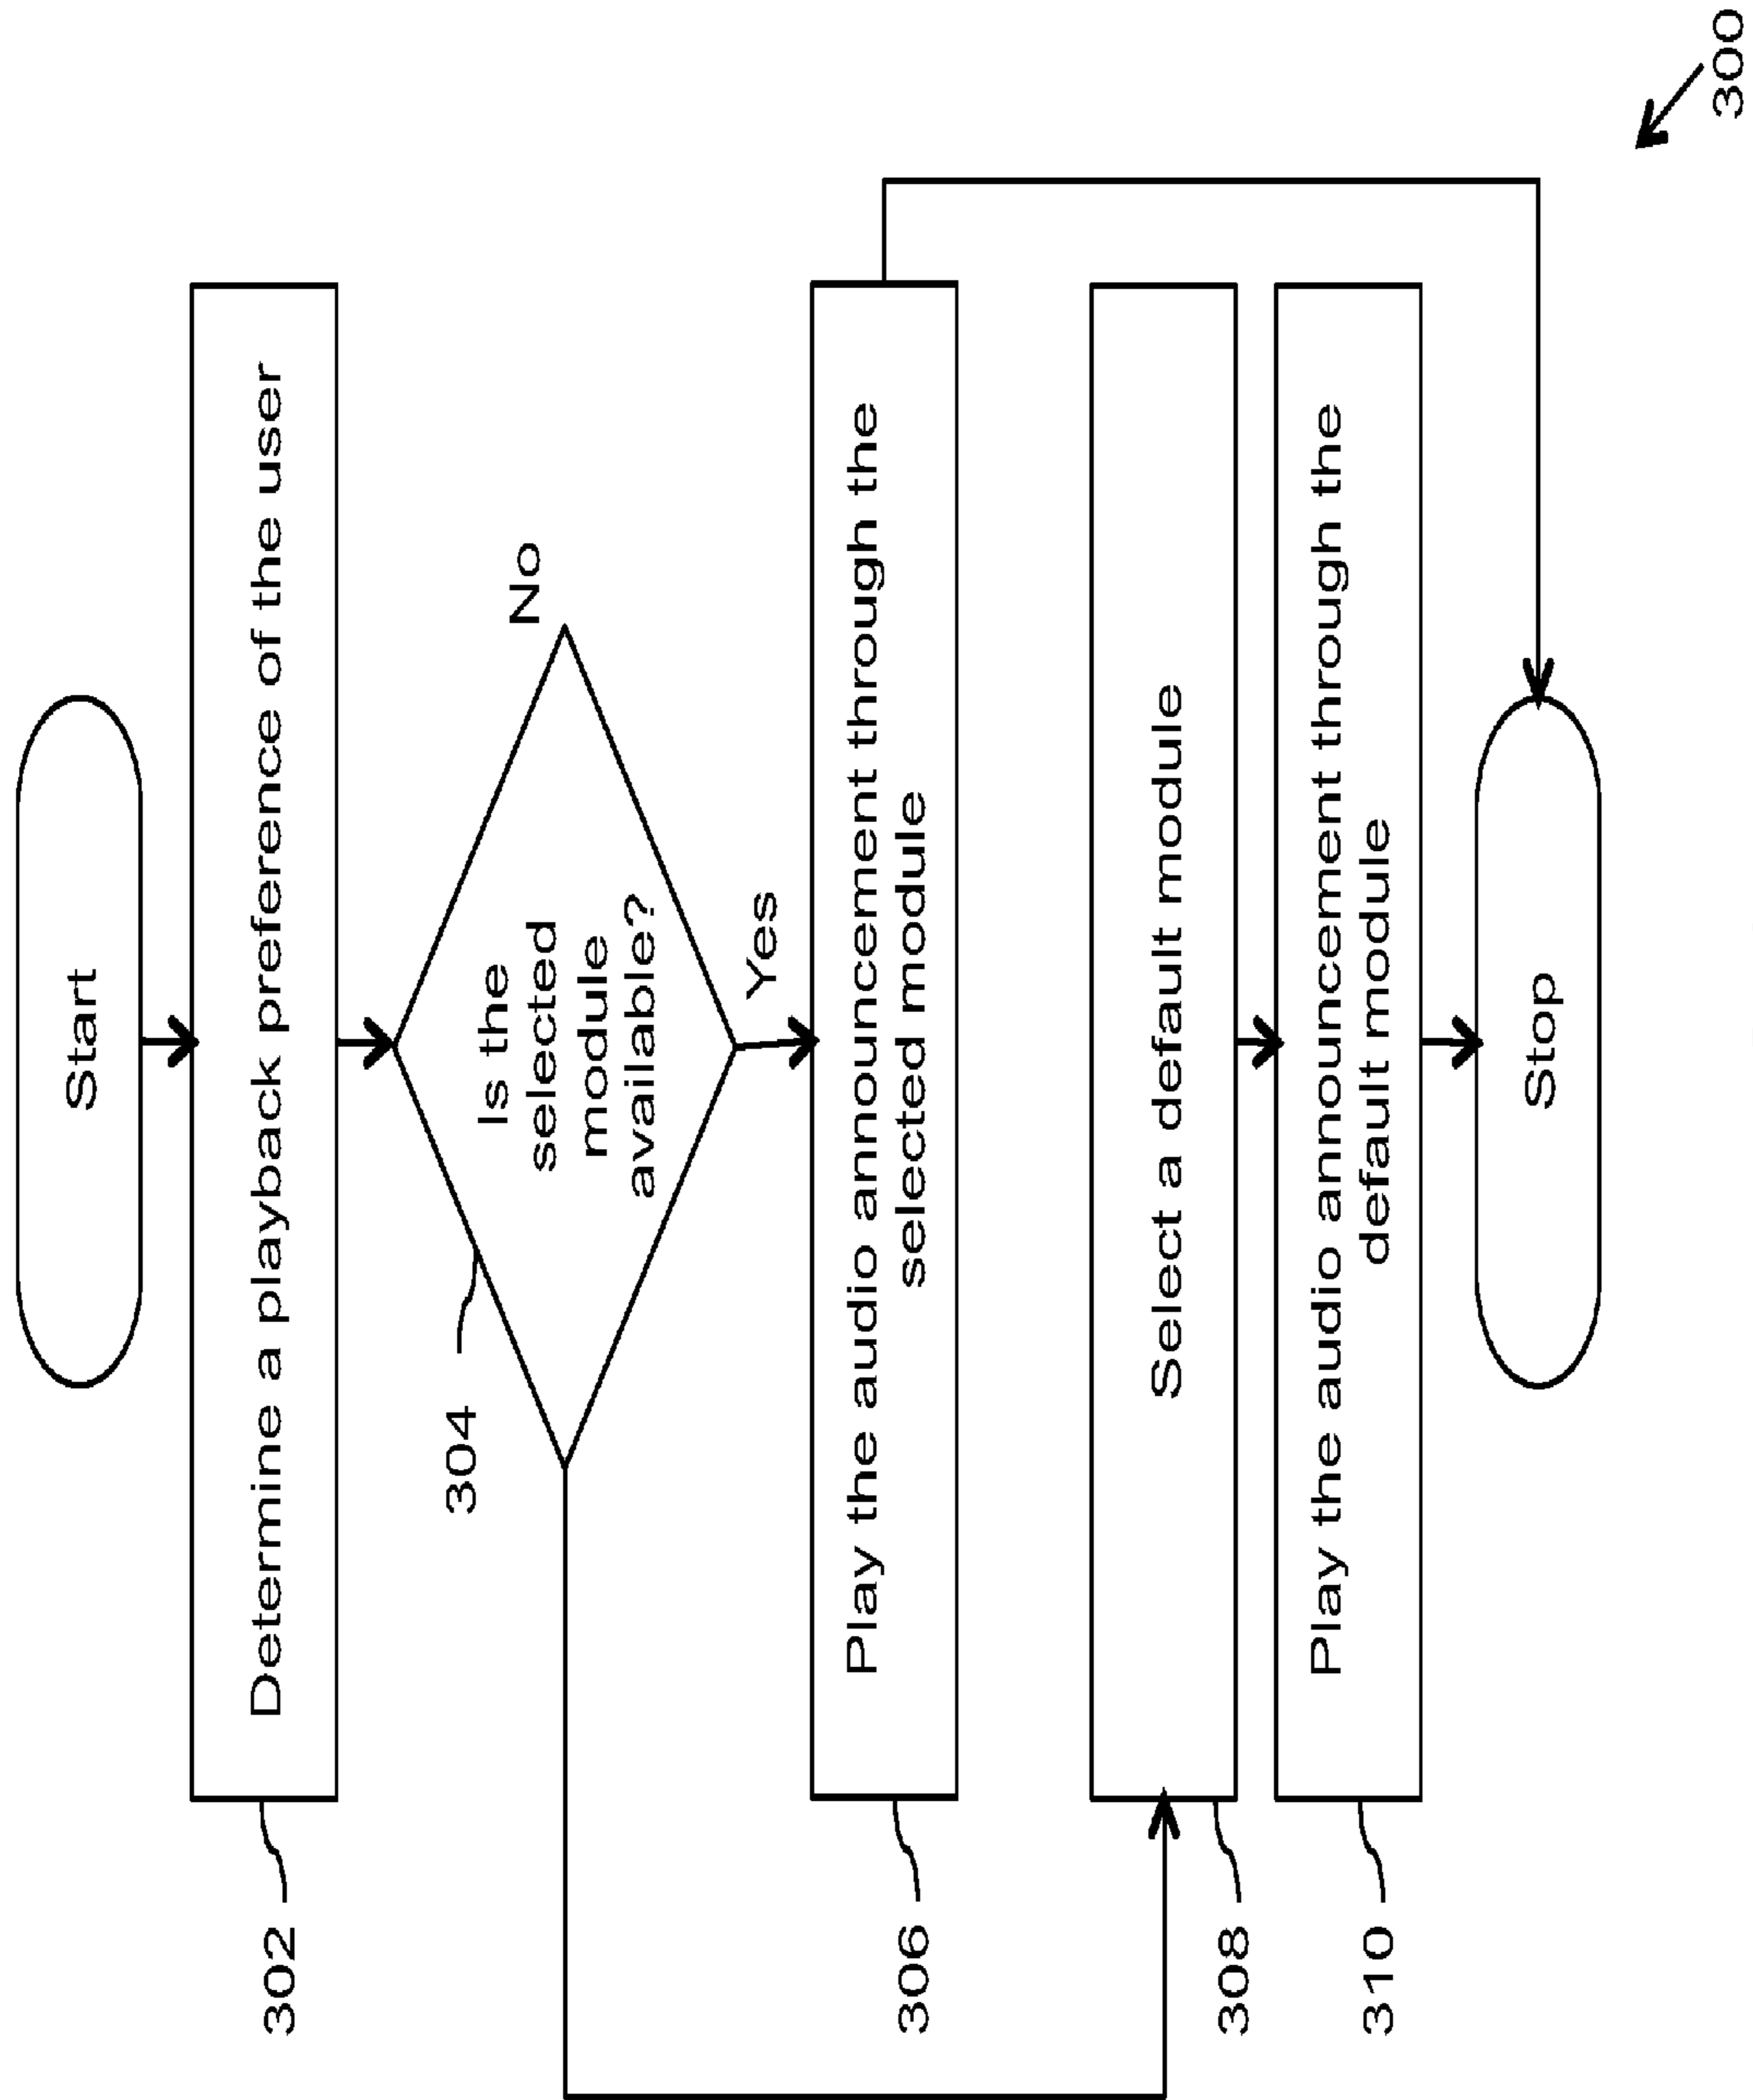 Start
302
Determine a playback preference of the user
304
Is the
selected
module
available?
No
Yes
306
Play the audio announcement through the
selected module
308
Select a default module
310
Play the audio announcement through the
default module
Stop
300